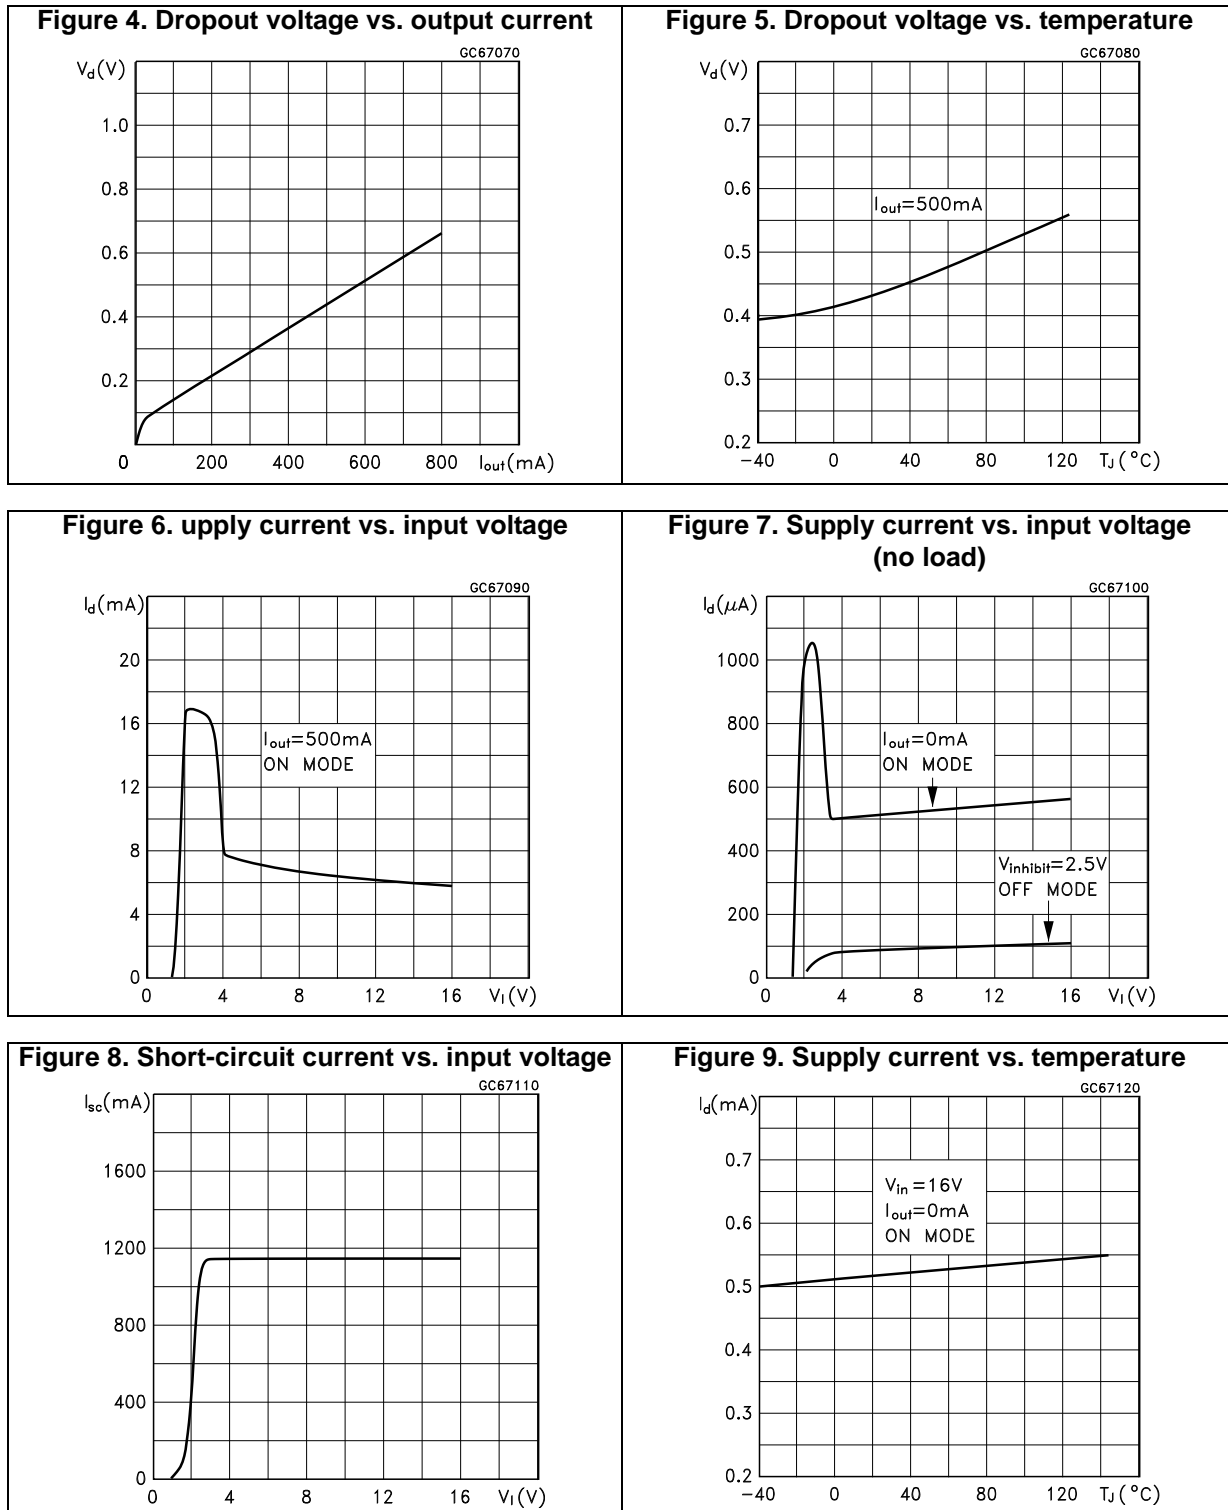 Figure 4. Dropout voltage vs. output current
GC67070
Vd(V)
1.0
0.8
0.6
0.4
0.2
0 200 400 600 800 Iout(mA)
Figure 5. Dropout voltage vs. temperature
GC67080
Vd(V)
0.7
0.6
Iout=500mA
0.5
0.4
0.3
0.2
-40 0 40 80 120 TJ(°C)
Figure 6. upply current vs. input voltage
GC67090
Id(mA)
20
16
Iout=500mA
ON MODE
12
8
4
0
0 4 8 12 16 VI(V)
Figure 7. Supply current vs. input voltage
(no load)
GC67100
Id(μA)
1000
800
Iout=0mA
ON MODE
600
400
Vinhibit=2.5V
OFF MODE
200
0
0 4 8 12 16 VI(V)
Figure 8. Short-circuit current vs. input voltage
GC67110
Isc(mA)
1600
1200
800
400
0
0 4 8 12 16 VI(V)
Figure 9. Supply current vs. temperature
GC67120
Id(mA)
0.7
Vin=16V
Iout=0mA
ON MODE
0.6
0.5
0.4
0.3
0.2
-40 0 40 80 120 TJ(°C)